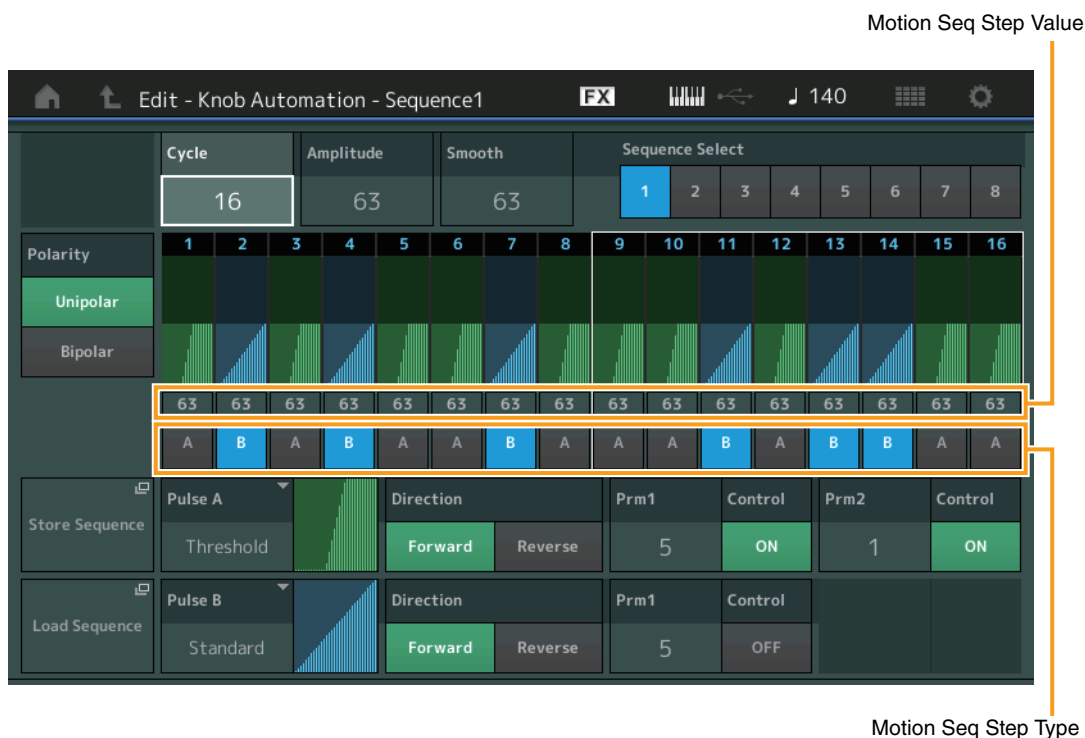 Motion Seq Step Value
Edit - Knob Automation - Sequence1 FX 140
Cycle Amplitude Smooth Sequence Select
16 63 63 1 2 3 4 5 6 7 8
Polarity 1 2 3 4 5 6 7 8 9 10 11 12 13 14 15 16
Unipolar
Bipolar
63 63 63 63 63 63 63 63 63 63 63 63 63 63 63 63
A B A B A A B A A A B A B B A A
Store Sequence Pulse A Direction Prm1 Control Prm2 Control
Threshold Forward Reverse 5 ON 1 ON
Load Sequence Pulse B Direction Prm1 Control
Standard Forward Reverse 5 OFF
Motion Seq Step Type